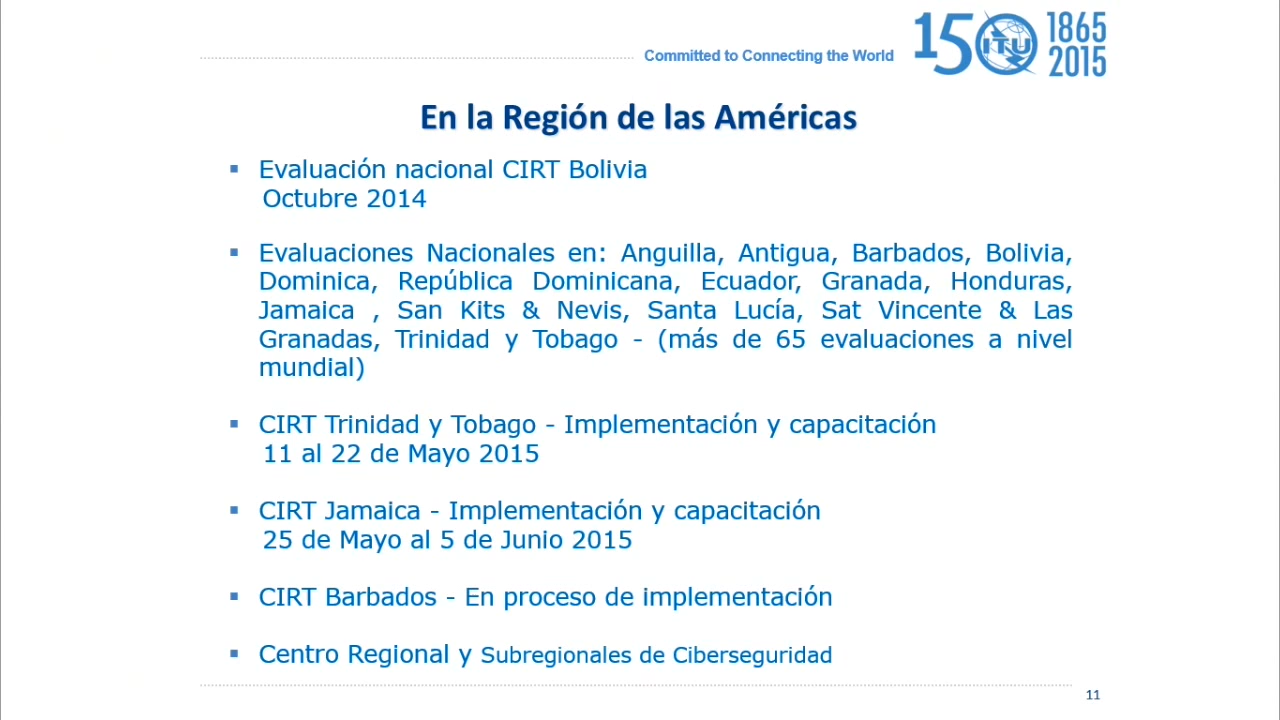 Committed to Connecting the World
150 ITU 1865
2015
En la Región de las Américas
▪ Evaluación nacional CIRT Bolivia
Octubre 2014
▪ Evaluaciones Nacionales en: Anguilla, Antigua, Barbados, Bolivia,
Dominica, República Dominicana, Ecuador, Granada, Honduras,
Jamaica , San Kits & Nevis, Santa Lucía, Sat Vincente & Las
Granadas, Trinidad y Tobago - (más de 65 evaluaciones a nivel
mundial)
▪ CIRT Trinidad y Tobago - Implementación y capacitación
11 al 22 de Mayo 2015
▪ CIRT Jamaica - Implementación y capacitación
25 de Mayo al 5 de Junio 2015
▪ CIRT Barbados - En proceso de implementación
▪ Centro Regional y Subregionales de Ciberseguridad
11